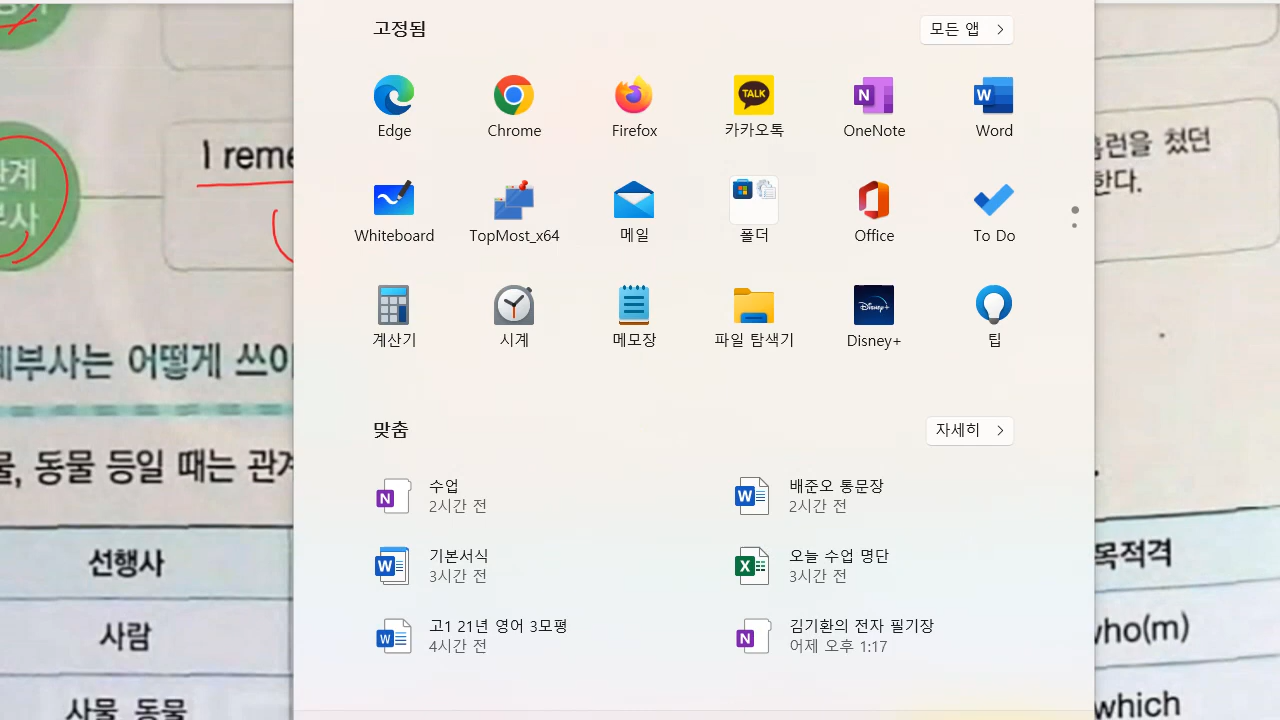 고정됨
모든 앱
Edge
Chrome
Firefox
TALK
카카오톡
N
OneNote
W
Word
Whiteboard
TopMost_x64
메일
폴더
Office
To Do
계산기
시계
메모장
파일 탐색기
Disney+
Disney+
팁
맞춤
자세히
N
수업
2시간 전
W
배준오 통문장
2시간 전
W
기본서식
3시간 전
X
오늘 수업 명단
3시간 전
W
고1 21년 영어 3모평
4시간 전
N
김기환의 전자 필기장
어제 오후 1:17
I reme
쳤던
한다.
부사는 어떻게 쓰이
동물 등일 때는 관계
선행사
목적격
사람
who(m)
사물, 동물
which